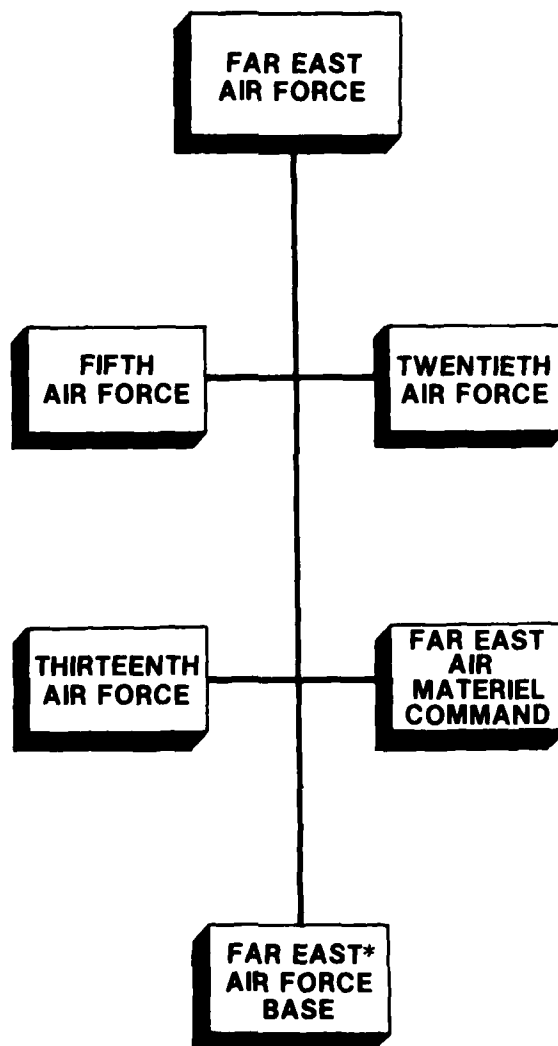 FAR EAST
AIR FORCE
FIFTH
AIR FORCE
TWENTIETH
AIR FORCE
THIRTEENTH
AIR FORCE
FAR EAST
AIR
MATERIEL
COMMAND
FAR EAST*
AIR FORCE
BASE